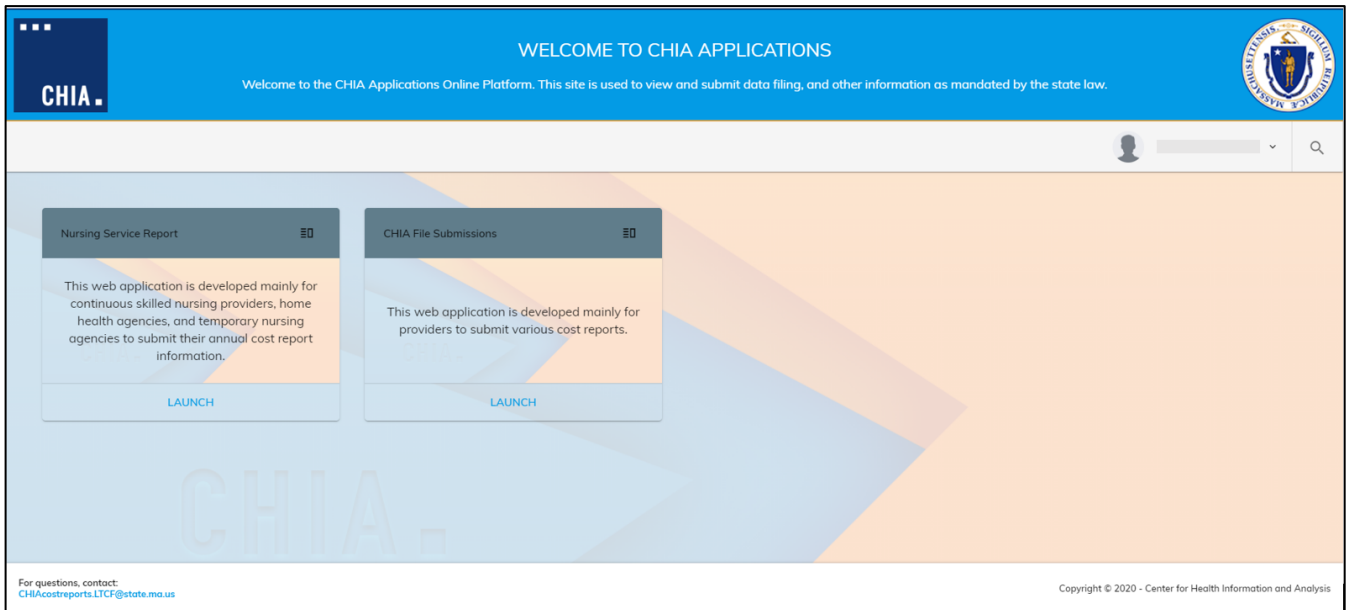 CHIA.
WELCOME TO CHIA APPLICATIONS
Welcome to the CHIA Applications Online Platform. This site is used to view and submit data filing, and other information as mandated by the state law.
Nursing Service Report
This web application is developed mainly for
continuous skilled nursing providers, home
health agencies, and temporary nursing
agencies to submit their annual cost report
information.
LAUNCH
CHIA File Submissions
This web application is developed mainly for
providers to submit various cost reports.
LAUNCH
CHIA.
For questions, contact:
CHIAcostreports.LTCF@state.ma.us
Copyright © 2020 - Center for Health Information and Analysis